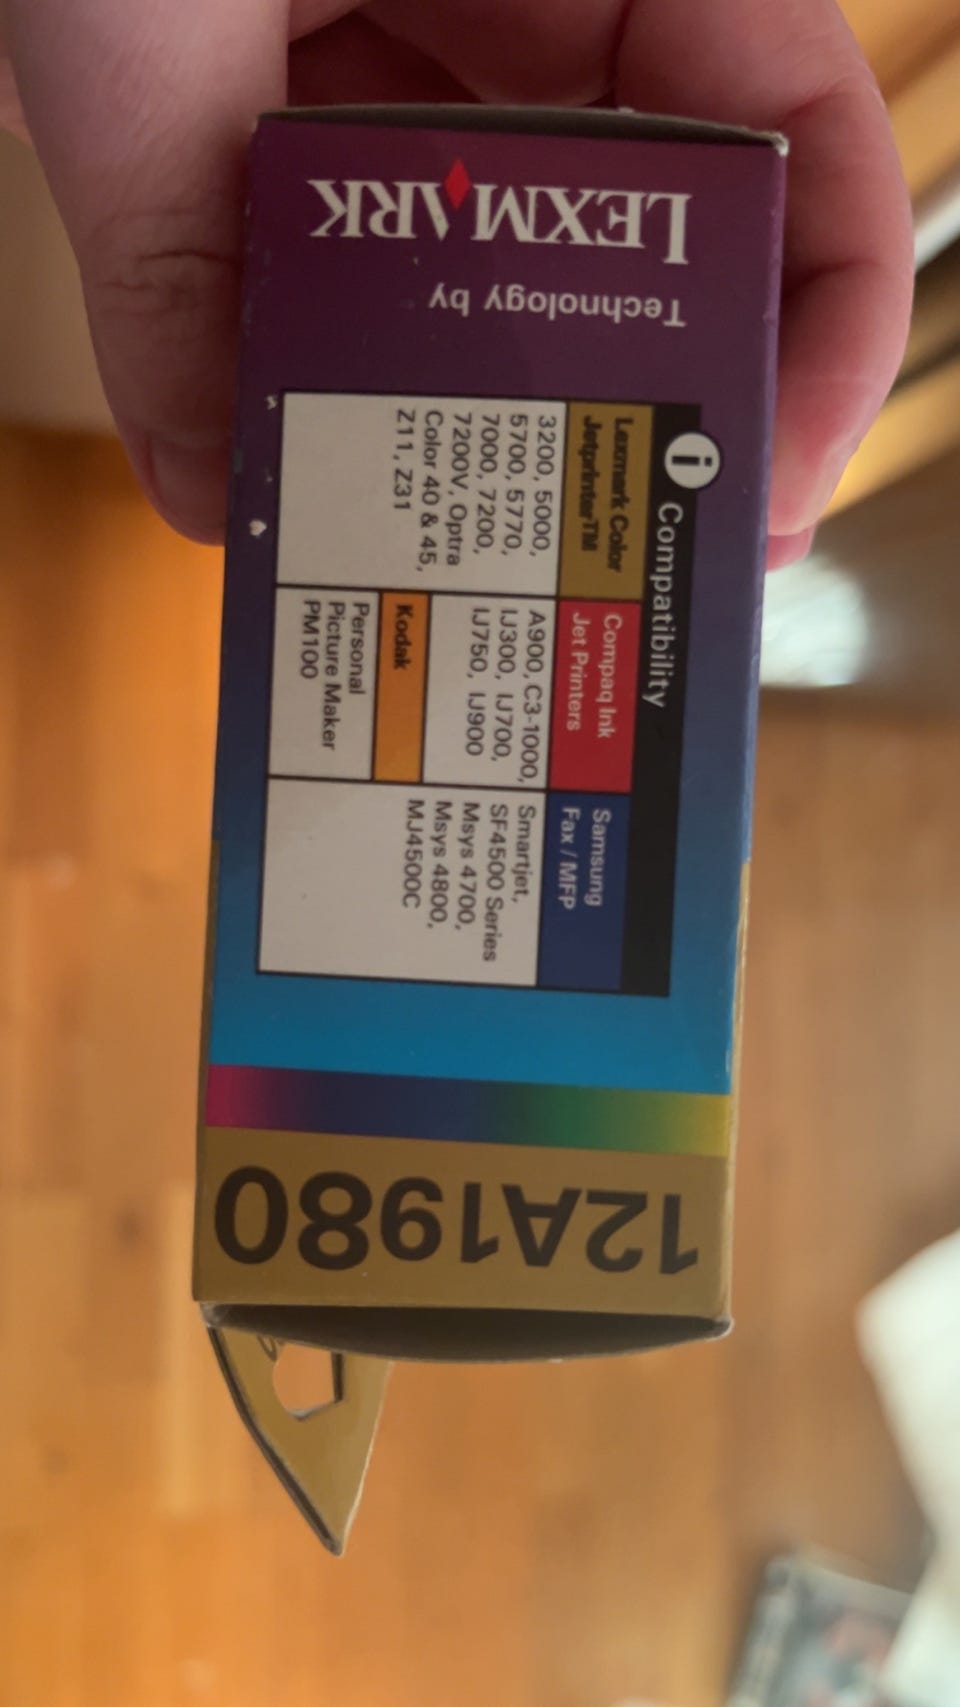 12A1980
Technology by
LEXMARK
i Compatibility
Lexmark Color
Jetprinter™
3200, 5000,
5700, 5770,
7000, 7200,
7200V, Optra
Color 40 & 45,
Z11, Z31
Compaq Ink
Jet Printers
A900, C3-1000,
IJ300, IJ700,
IJ750, IJ900
Kodak
Personal
Picture Maker
PM100
Samsung
Fax / MFP
Smartjet,
SF4500 Series
Msys 4700,
Msys 4800,
MJ4500C